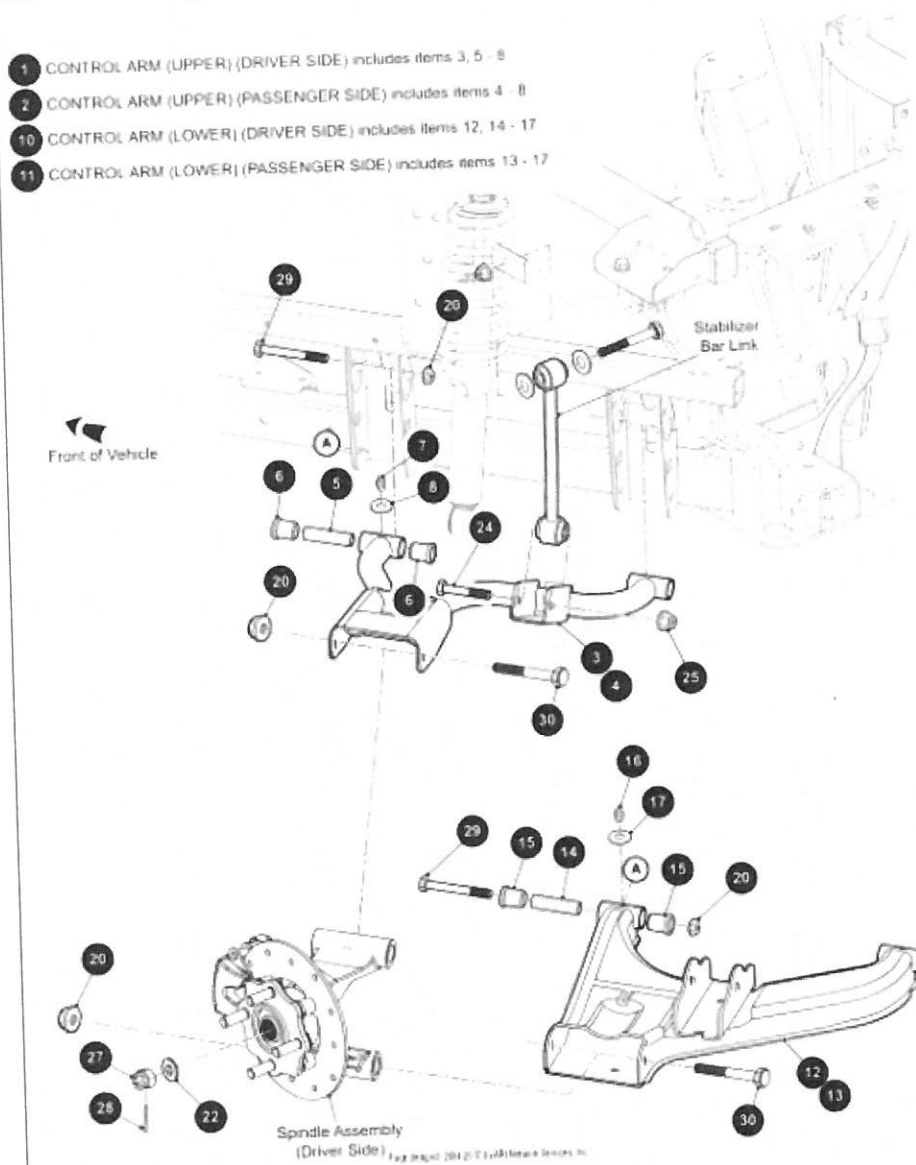 1 CONTROL ARM (UPPER) (DRIVER SIDE) includes items 3, 5 - 8
2 CONTROL ARM (UPPER) (PASSENGER SIDE) includes items 4 - 8
10 CONTROL ARM (LOWER) (DRIVER SIDE) includes items 12, 14 - 17
11 CONTROL ARM (LOWER) (PASSENGER SIDE) includes items 13 - 17
29
20
Stabilizer
Bar Link
Front of Vehicle
A
7
6
5
8
24
20
6
3
4
25
30
16
17
29
15
14
A
15
20
20
27
28
22
12
13
30
Spindle Assembly
(Driver Side)